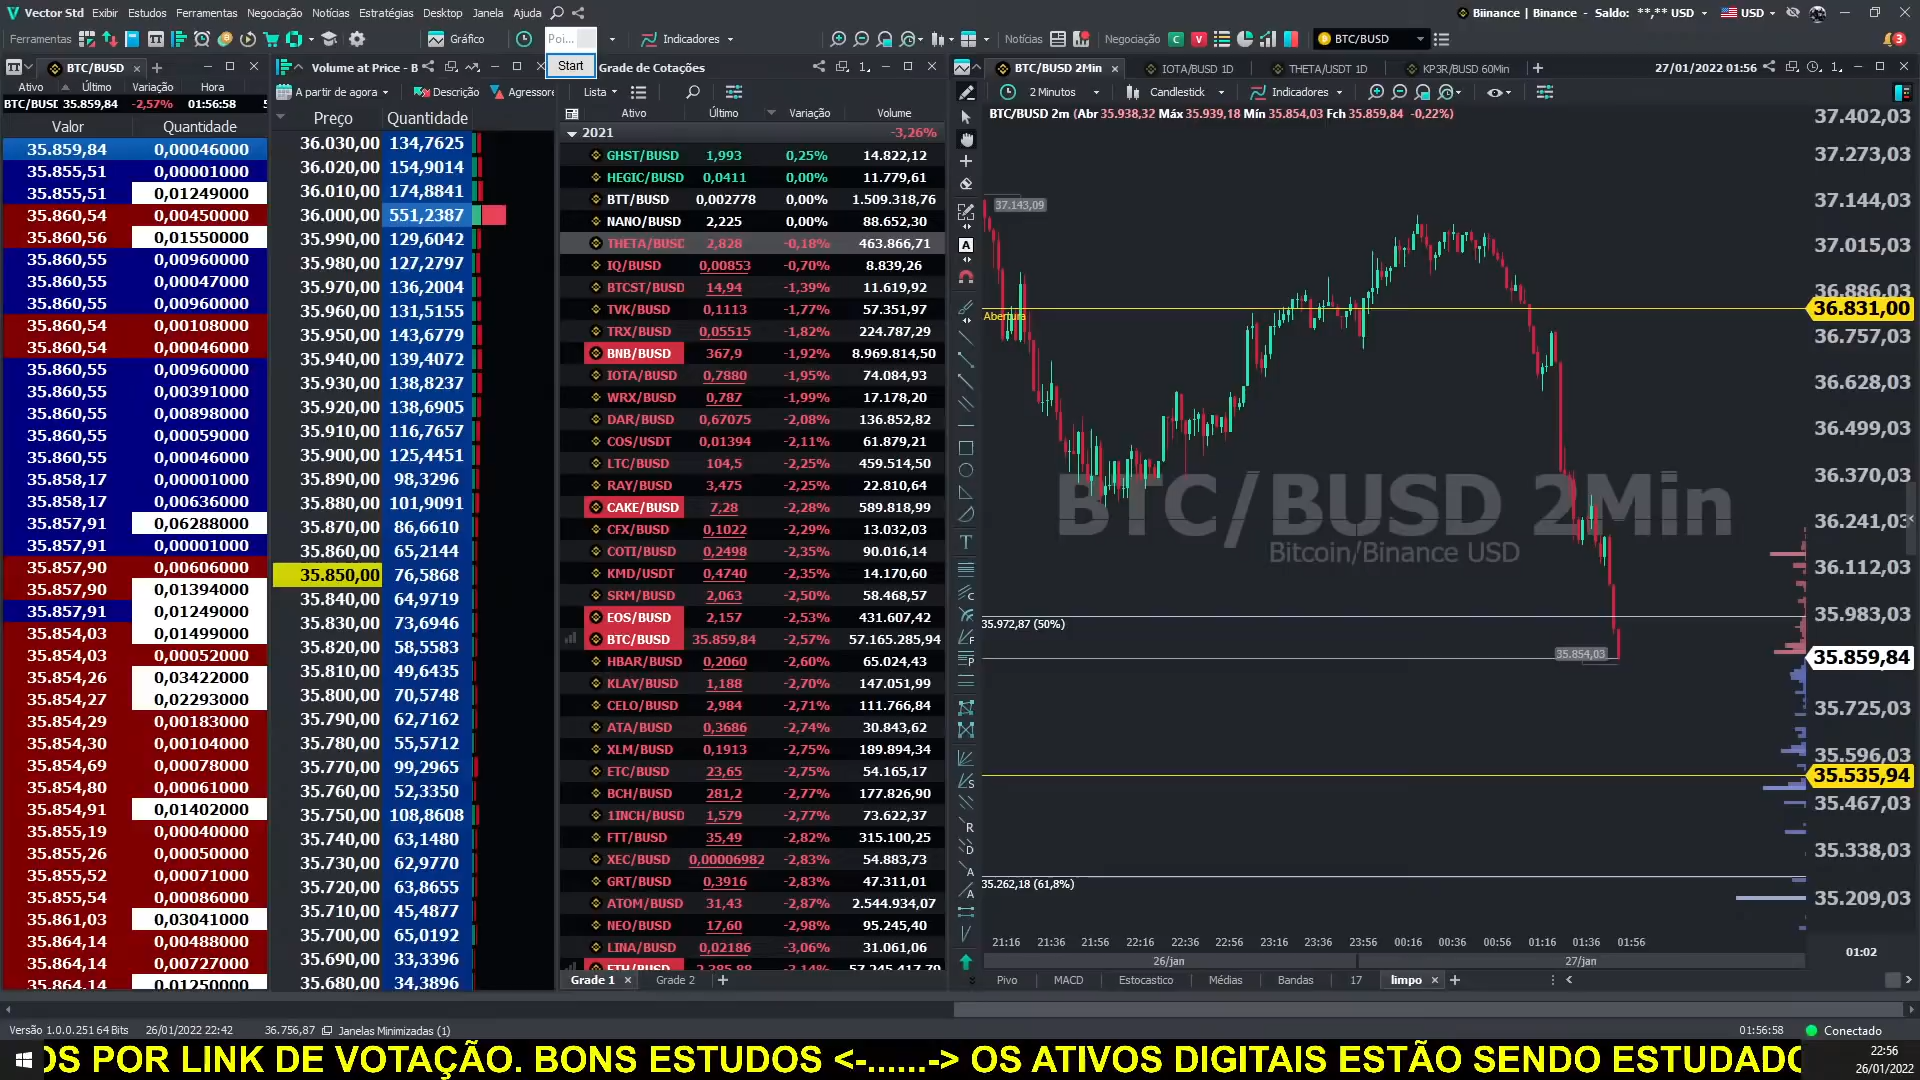 Vector Std Exibir Estudos Ferramentas Negociação Notícias Estratégias Desktop Janela Ajuda
Biinance | Binance - Saldo: **,** USD USD
Ferramentas Gráfico Indicadores Notícias Negociação BTC/BUSD 3
Start
BTC/BUSD
Ativo Último Variação Hora
BTC/BUSI 35.859,84 -2,57% 01:56:58
Valor Quantidade
35.859,84 0,00046000
35.855,51 0,00001000
35.855,51 0,01249000
35.860,54 0,00450000
35.860,56 0,01550000
35.860,55 0,00960000
35.860,55 0,00047000
35.860,55 0,00960000
35.860,54 0,00108000
35.860,54 0,00046000
35.860,55 0,00960000
35.860,55 0,00391000
35.860,55 0,00898000
35.860,55 0,00059000
35.860,55 0,00046000
35.858,17 0,00001000
35.858,17 0,00636000
35.857,91 0,06288000
35.857,91 0,00001000
35.857,90 0,00606000
35.857,90 0,01394000
35.857,91 0,01249000
35.854,03 0,01499000
35.854,03 0,00052000
35.854,26 0,03422000
35.854,27 0,02293000
35.854,29 0,00183000
35.854,30 0,00104000
35.854,69 0,00078000
35.854,80 0,00061000
35.854,91 0,01402000
35.855,19 0,00040000
35.855,26 0,00050000
35.855,52 0,00071000
35.855,54 0,00086000
35.861,03 0,03041000
35.864,14 0,00488000
35.864,14 0,00727000
35.864,14 0,01250000
Volume at Price - B
A partir de agora Descrição Agressore
Preço Quantidade
36.030,00 134,7625
36.020,00 154,9014
36.010,00 174,8841
36.000,00 551,2387
35.990,00 129,6042
35.980,00 127,2797
35.970,00 136,2004
35.960,00 131,5155
35.950,00 143,6779
35.940,00 139,4072
35.930,00 138,8237
35.920,00 138,6905
35.910,00 116,7657
35.900,00 125,4451
35.890,00 98,3296
35.880,00 101,9091
35.870,00 86,6610
35.860,00 65,2144
35.850,00 76,5868
35.840,00 64,9719
35.830,00 73,6946
35.820,00 58,5583
35.810,00 49,6435
35.800,00 70,5748
35.790,00 62,7162
35.780,00 55,5712
35.770,00 99,2965
35.760,00 52,3350
35.750,00 108,8608
35.740,00 63,1480
35.730,00 62,9770
35.720,00 63,8655
35.710,00 45,4877
35.700,00 65,0192
35.690,00 33,3396
35.680,00 34,3896
Grade de Cotações
Lista
Ativo Último Variação Volume
2021 -3,26%
GHST/BUSD 1,993 0,25% 14.822,12
HEGIC/BUSD 0,0411 0,00% 11.779,61
BTT/BUSD 0,002778 0,00% 1.509.318,76
NANO/BUSD 2,225 0,00% 88.652,30
THETA/BUSD 2,828 -0,18% 463.866,71
IQ/BUSD 0,00853 -0,70% 8.839,26
BTCST/BUSD 14,94 -1,39% 11.619,92
TVK/BUSD 0,1113 -1,77% 57.351,97
TRX/BUSD 0,05515 -1,82% 224.787,29
BNB/BUSD 367,9 -1,92% 8.969.814,50
IOTA/BUSD 0,7880 -1,95% 74.084,93
WRX/BUSD 0,787 -1,99% 17.178,20
DAR/BUSD 0,67075 -2,08% 136.852,82
COS/USDT 0,01394 -2,11% 61.879,21
LTC/BUSD 104,5 -2,25% 459.514,50
RAY/BUSD 3,475 -2,25% 22.810,64
CAKE/BUSD 7,28 -2,28% 589.818,99
CFX/BUSD 0,1022 -2,29% 13.032,03
COTI/BUSD 0,2498 -2,35% 90.016,14
KMD/USDT 0,4740 -2,35% 14.170,60
SRM/BUSD 2,063 -2,50% 58.468,57
EOS/BUSD 2,157 -2,53% 431.607,42
BTC/BUSD 35.859,84 -2,57% 57.165.285,94
HBAR/BUSD 0,2060 -2,60% 65.024,43
KLAY/BUSD 1,188 -2,70% 147.051,99
CELO/BUSD 2,984 -2,71% 111.766,84
ATA/BUSD 0,3686 -2,74% 30.843,62
XLM/BUSD 0,1913 -2,75% 189.894,34
ETC/BUSD 23,65 -2,75% 54.165,17
BCH/BUSD 281,2 -2,77% 177.826,90
1INCH/BUSD 1,579 -2,77% 73.622,37
FTT/BUSD 35,49 -2,82% 315.100,25
XEC/BUSD 0,00006982 -2,83% 54.883,73
GRT/BUSD 0,3916 -2,83% 47.311,01
ATOM/BUSD 31,43 -2,87% 2.544.934,07
NEO/BUSD 17,60 -2,98% 95.245,40
LINA/BUSD 0,02186 -3,06% 31.061,06
Grade 1 Grade 2
BTC/BUSD 2Min IOTA/BUSD 1D THETA/USDT 1D KP3R/BUSD 60Min 27/01/2022 01:56
2 Minutos Candlestick Indicadores
BTC/BUSD 2m (Abr 35.938,32 Máx 35.939,18 Mín 35.854,03 Fch 35.859,84 -0,22%)
37.402,03
37.273,03
37.143,09
37.144,03
37.015,03
36.886,03
Abertura
36.831,00
36.757,03
36.628,03
36.499,03
36.370,03
BTC/BUSD 2Min
Bitcoin/Binance USD
36.241,03
36.112,03
35.983,03
35.972,87 (50%)
35.854,03
35.859,84
35.725,03
35.596,03
35.535,94
35.467,03
35.338,03
35.262,18 (61,8%)
35.209,03
21:16 21:36 21:56 22:16 22:36 22:56 23:16 23:36 23:56 00:16 00:36 00:56 01:16 01:36 01:56
01:02
26/jan 27/jan
Pivo MACD Estocastico Médias Bandas 17 limpo
Versão 1.0.0.251 64 Bits 26/01/2022 22:42 36.756,87 Janelas Minimizadas (1) 01:56:58 Conectado
OS POR LINK DE VOTAÇÃO. BONS ESTUDOS <-......-> OS ATIVOS DIGITAIS ESTÃO SENDO ESTUDADO
22:56
26/01/2022